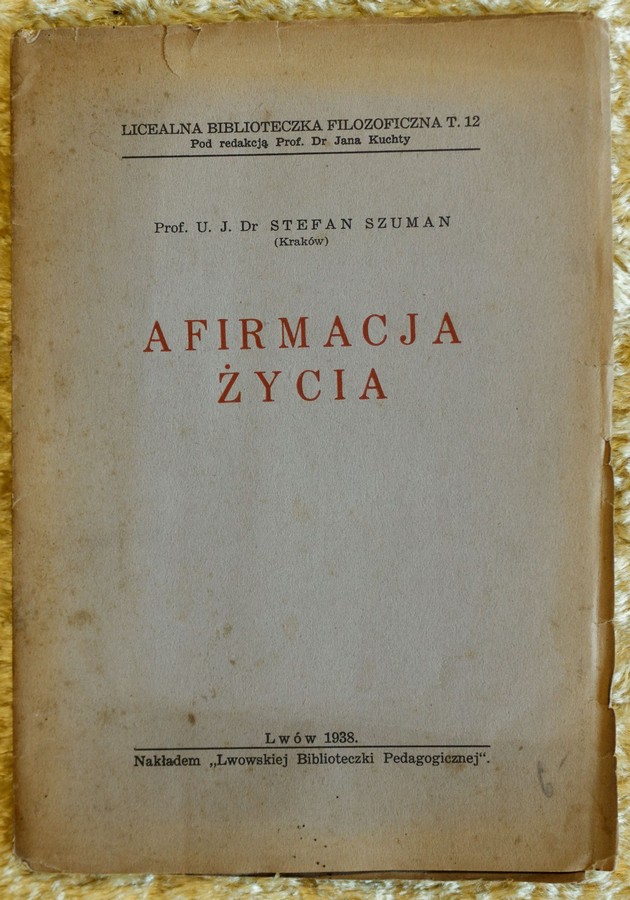 LICEALNA BIBLIOTECZKA FILOZOFICZNA T. 12
Pod redakcją Prof. Dr Jana Kuchty
Prof. U. J. Dr STEFAN SZUMAN
(Kraków)
AFIRMACJA
ŻYCIA
Lwów 1938.
Nakładem „Lwowskiej Biblioteczki Pedagogicznej“.